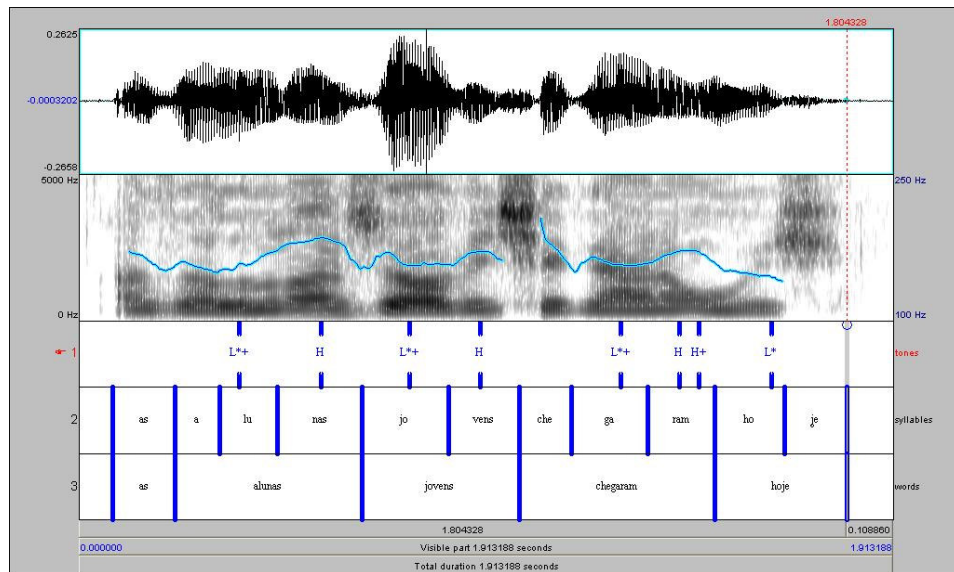 1.804328
0.2625
-0.0003202
-0.2658
5000 Hz 250 Hz
0 Hz 100 Hz
1 L*+ H L*+ H L*+ H H+ L* tones
2 as a lu nas jo vens che ga ram ho je syllables
3 as alunas jovens chegaram hoje words
1.804328 0.108860
0.000000 Visible part 1.913188 seconds 1.913188
Total duration 1.913188 seconds